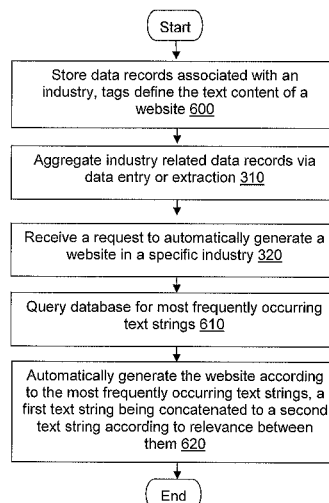 Start
Store data records associated with an
industry, tags define the text content of a
website 600
Aggregate industry related data records via
data entry or extraction 310
Receive a request to automatically generate a
website in a specific industry 320
Query database for most frequently occurring
text strings 610
Automatically generate the website according
to the most frequently occurring text strings, a
first text string being concatenated to a second
text string according to relevance between
them 620
End